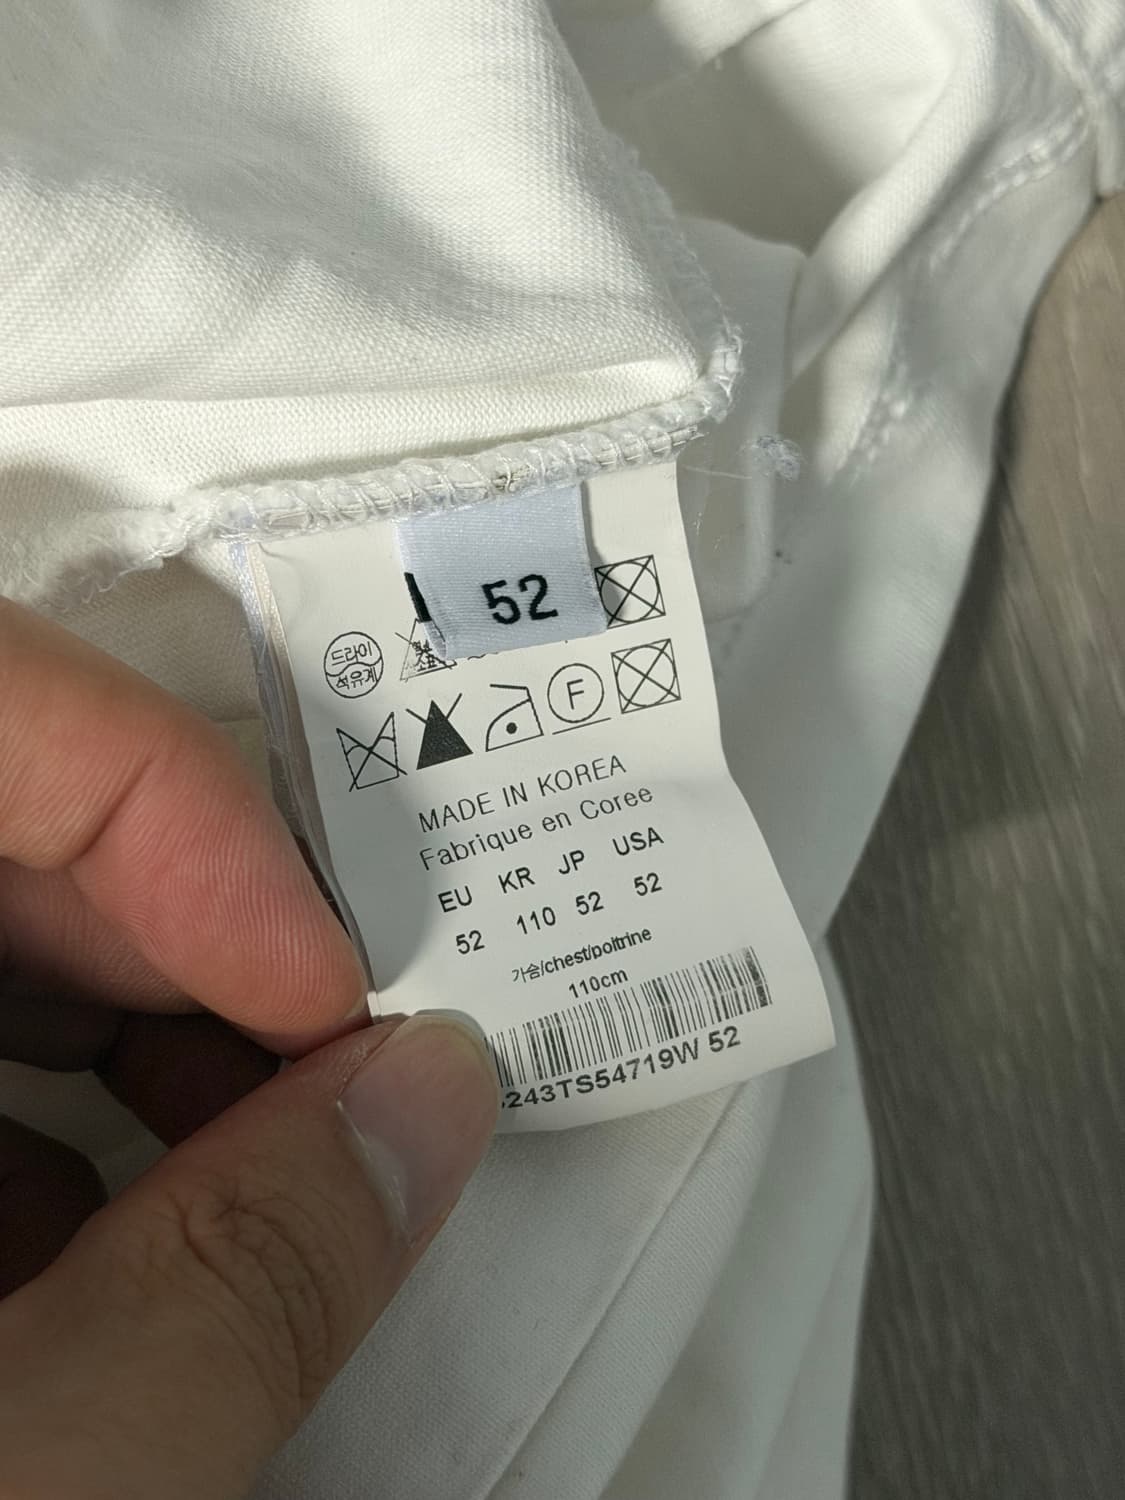 52
드라이
석유계
F
MADE IN KOREA
Fabrique en Coree
EU KR JP USA
52 110 52 52
가슴/chest/poitrine
110cm
243TS54719W 52